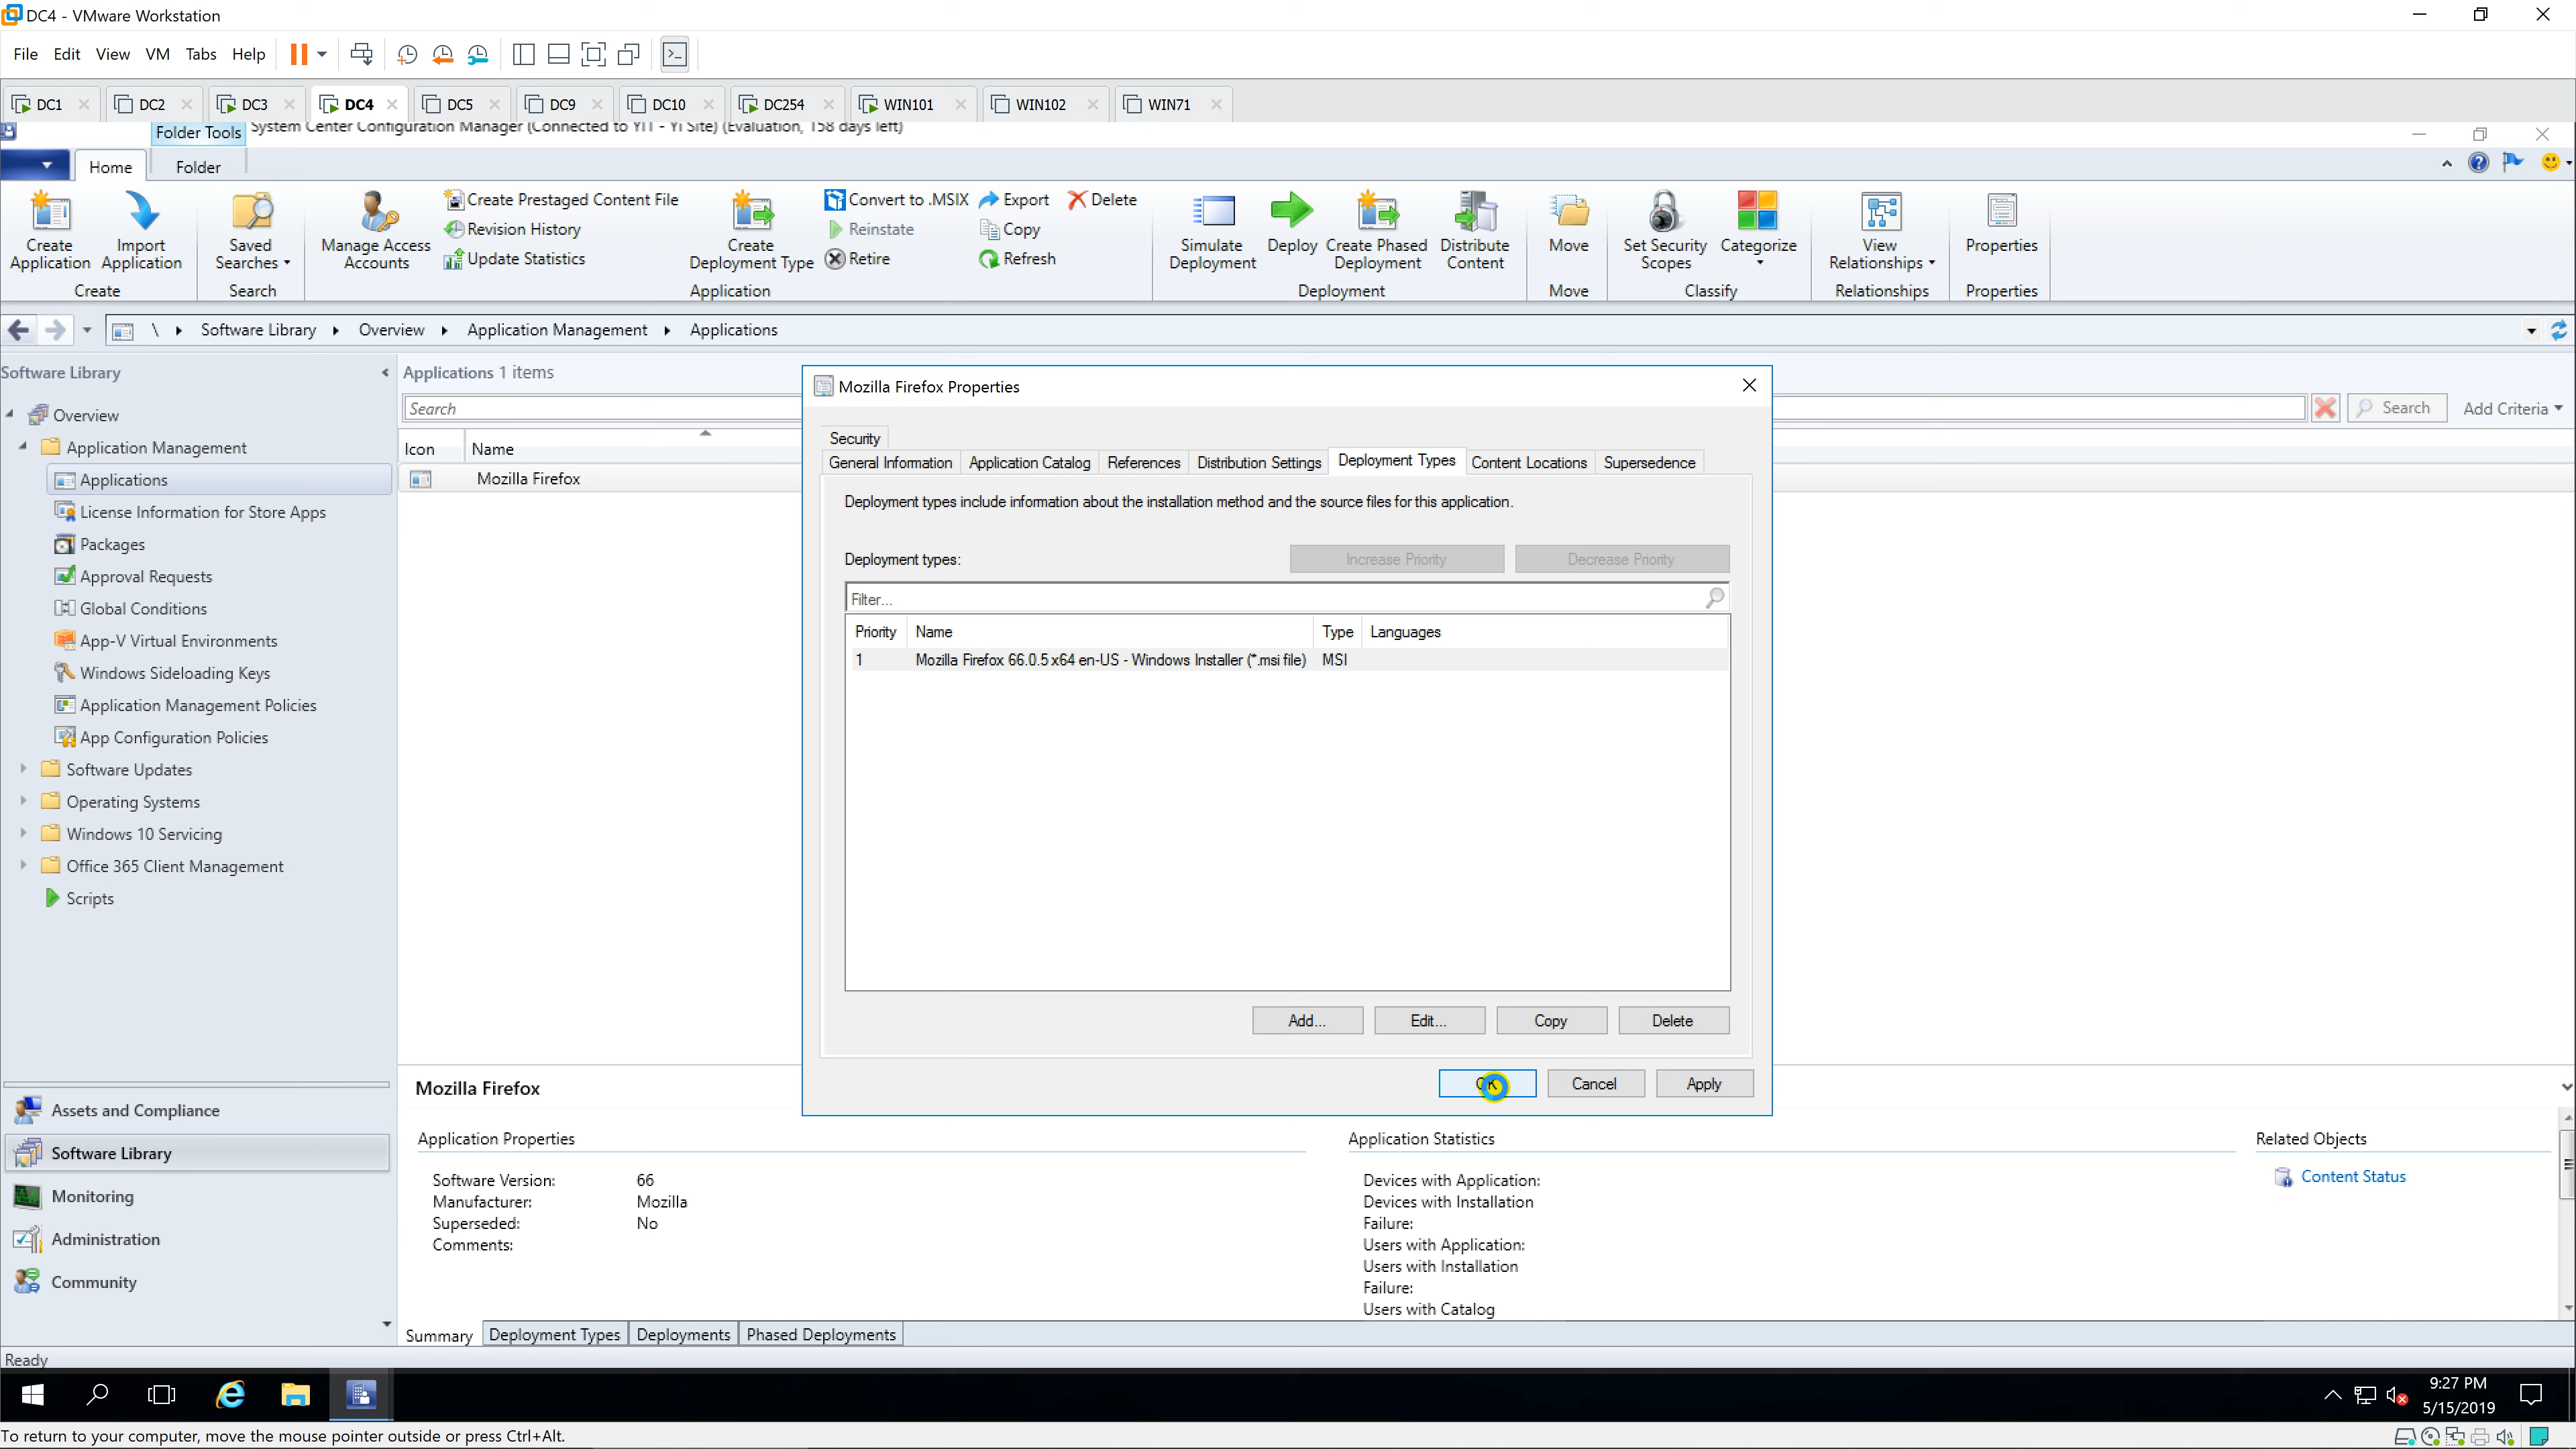 DC4 - VMware Workstation
File Edit View VM Tabs Help
DC1 DC2 DC3 DC4 DC5 DC9 DC10 DC254 WIN101 WIN102 WIN71
Folder Tools System Center Configuration Manager (Connected to YIT - Yi Site) (Evaluation, 158 days left)
Home Folder
Create Application
Import Application
Create
Saved Searches
Search
Manage Access Accounts
Create Prestaged Content File
Revision History
Update Statistics
Create Deployment Type
Convert to .MSIX
Reinstate
Retire
Export
Copy
Refresh
Delete
Application
Simulate Deployment
Deploy
Create Phased Deployment
Distribute Content
Deployment
Move
Move
Set Security Scopes
Categorize
Classify
View Relationships
Relationships
Properties
Properties
\ Software Library Overview Application Management Applications
Software Library
Overview
Application Management
Applications
License Information for Store Apps
Packages
Approval Requests
Global Conditions
App-V Virtual Environments
Windows Sideloading Keys
Application Management Policies
App Configuration Policies
Software Updates
Operating Systems
Windows 10 Servicing
Office 365 Client Management
Scripts
Assets and Compliance
Software Library
Monitoring
Administration
Community
Applications 1 items
Search
Search Add Criteria
Icon Name
Mozilla Firefox
Mozilla Firefox Properties
Security
General Information Application Catalog References Distribution Settings Deployment Types Content Locations Supersedence
Deployment types include information about the installation method and the source files for this application.
Deployment types: Increase Priority Decrease Priority
Filter...
Priority Name Type Languages
1 Mozilla Firefox 66.0.5 x64 en-US - Windows Installer (*.msi file) MSI
Add... Edit... Copy Delete
OK Cancel Apply
Mozilla Firefox
Application Properties
Software Version: 66
Manufacturer: Mozilla
Superseded: No
Comments:
Application Statistics
Devices with Application:
Devices with Installation
Failure:
Users with Application:
Users with Installation
Failure:
Users with Catalog
Related Objects
Content Status
Summary Deployment Types Deployments Phased Deployments
Ready
9:27 PM
5/15/2019
To return to your computer, move the mouse pointer outside or press Ctrl+Alt.